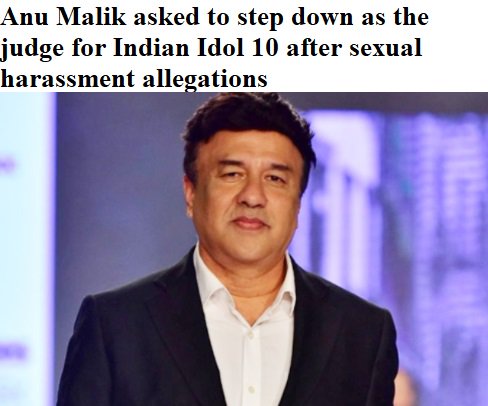 Anu Malik asked to step down as the
judge for Indian Idol 10 after sexual
harassment allegations